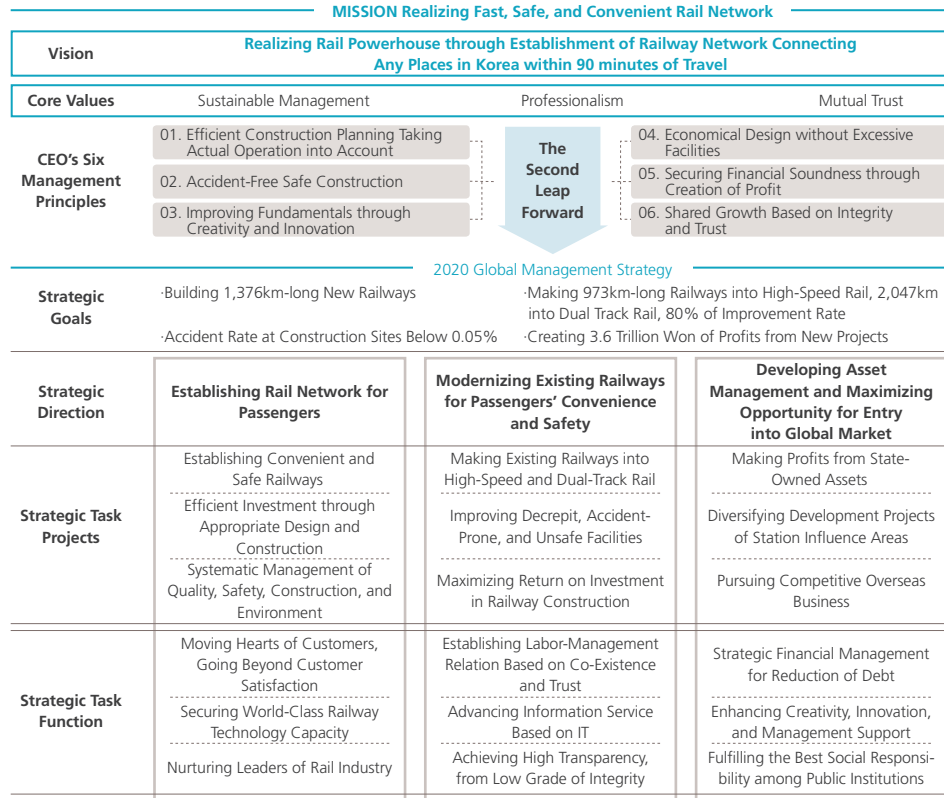 MISSION Realizing Fast, Safe, and Convenient Rail Network
Vision
Realizing Rail Powerhouse through Establishment of Railway Network Connecting
Any Places in Korea within 90 minutes of Travel
Core Values
Sustainable Management
Professionalism
Mutual Trust
CEO's Six
Management
Principles
01. Efficient Construction Planning Taking
Actual Operation into Account
02. Accident-Free Safe Construction
03. Improving Fundamentals through
Creativity and Innovation
The
Second
Leap
Forward
04. Economical Design without Excessive
Facilities
05. Securing Financial Soundness through
Creation of Profit
06. Shared Growth Based on Integrity
and Trust
2020 Global Management Strategy
Strategic
Goals
·Building 1,376km-long New Railways
·Making 973km-long Railways into High-Speed Rail, 2,047km
into Dual Track Rail, 80% of Improvement Rate
·Accident Rate at Construction Sites Below 0.05%
·Creating 3.6 Trillion Won of Profits from New Projects
Strategic
Direction
Establishing Rail Network for
Passengers
Modernizing Existing Railways
for Passengers' Convenience
and Safety
Developing Asset
Management and Maximizing
Opportunity for Entry
into Global Market
Strategic Task
Projects
Establishing Convenient and
Safe Railways
Efficient Investment through
Appropriate Design and
Construction
Systematic Management of
Quality, Safety, Construction, and
Environment
Making Existing Railways into
High-Speed and Dual-Track Rail
Improving Decrepit, Accident-
Prone, and Unsafe Facilities
Maximizing Return on Investment
in Railway Construction
Making Profits from State-
Owned Assets
Diversifying Development Projects
of Station Influence Areas
Pursuing Competitive Overseas
Business
Strategic Task
Function
Moving Hearts of Customers,
Going Beyond Customer
Satisfaction
Securing World-Class Railway
Technology Capacity
Nurturing Leaders of Rail Industry
Establishing Labor-Management
Relation Based on Co-Existence
and Trust
Advancing Information Service
Based on IT
Achieving High Transparency,
from Low Grade of Integrity
Strategic Financial Management
for Reduction of Debt
Enhancing Creativity, Innovation,
and Management Support
Fulfilling the Best Social Responsi-
bility among Public Institutions